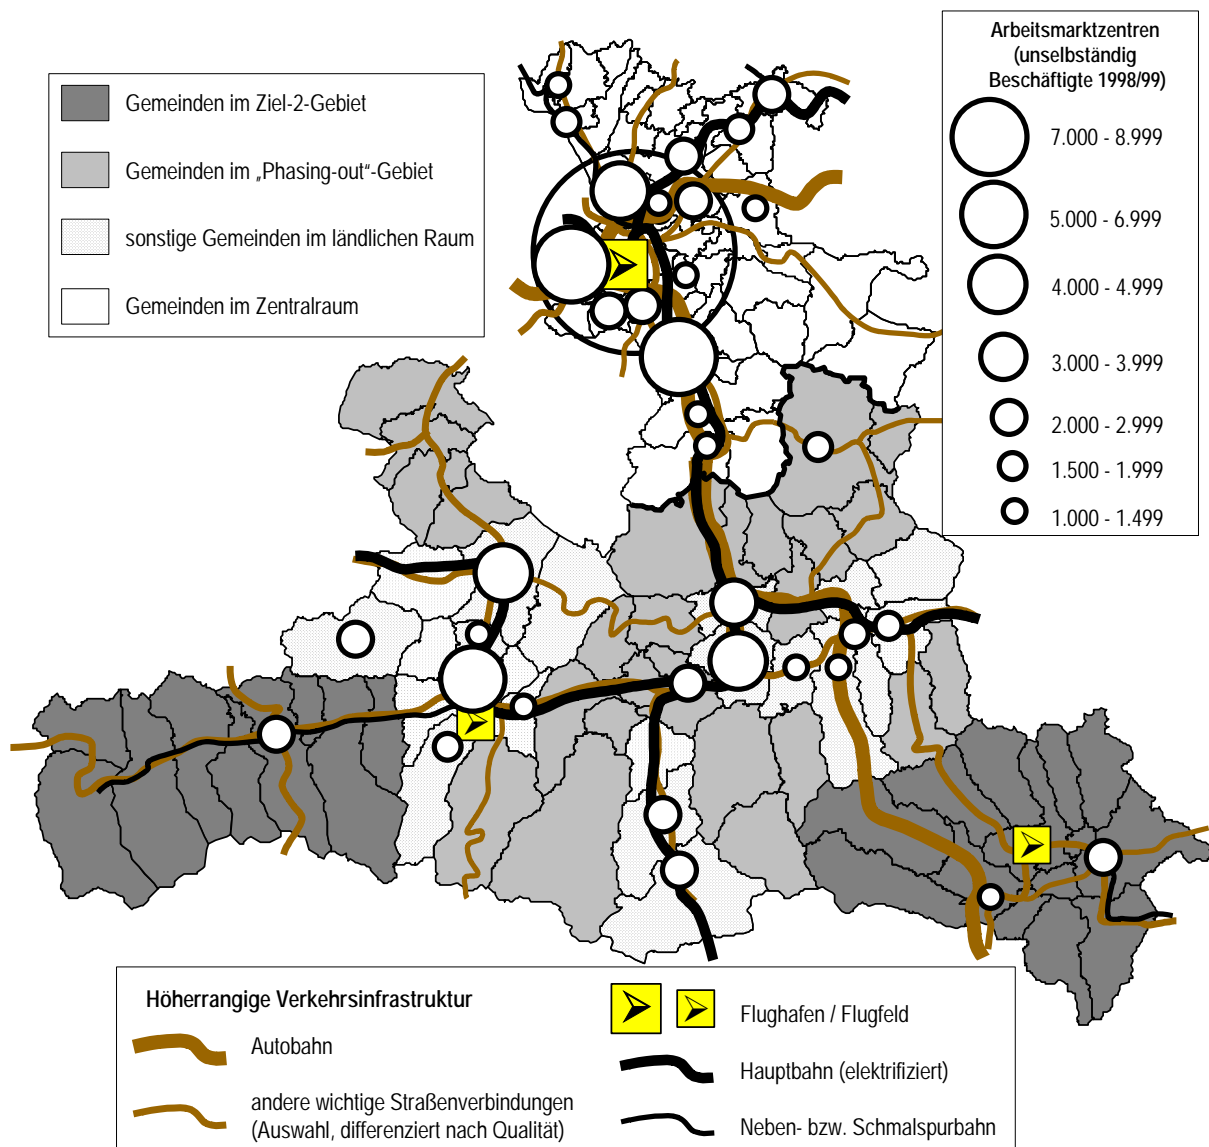 Gemeinden im Ziel-2-Gebiet
Gemeinden im „Phasing-out“-Gebiet
sonstige Gemeinden im ländlichen Raum
Gemeinden im Zentralraum
Arbeitsmarktzentren
(unselbständig
Beschäftigte 1998/99)
7.000 - 8.999
5.000 - 6.999
4.000 - 4.999
3.000 - 3.999
2.000 - 2.999
1.500 - 1.999
1.000 - 1.499
Höherrangige Verkehrsinfrastruktur
Autobahn
andere wichtige Straßenverbindungen
(Auswahl, differenziert nach Qualität)
Flughafen / Flugfeld
Hauptbahn (elektrifiziert)
Neben- bzw. Schmalspurbahn